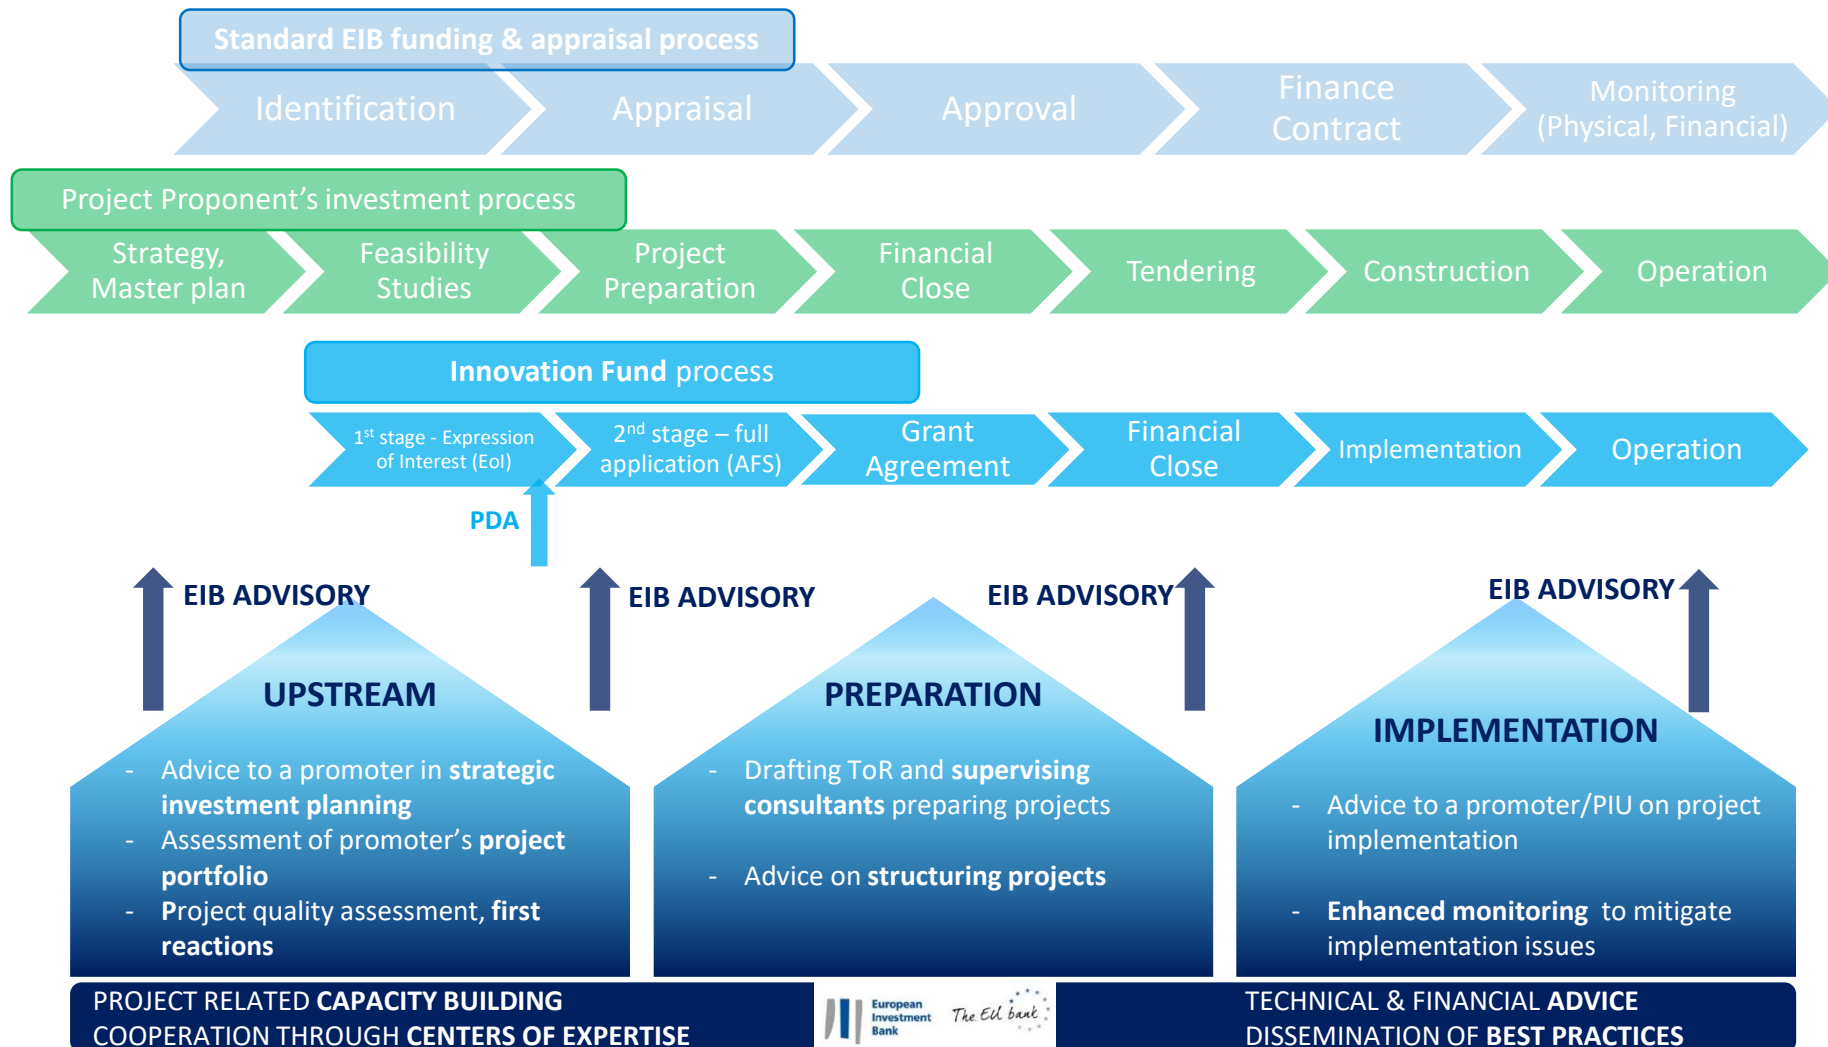 Standard EIB funding & appraisal process
Identification
Appraisal
Approval
Finance
Contract
Monitoring
(Physical, Financial)
Project Proponent’s investment process
Strategy,
Master plan
Feasibility
Studies
Project
Preparation
Financial
Close
Tendering
Construction
Operation
Innovation Fund process
1st stage - Expression
of Interest (EoI)
2nd stage – full
application (AFS)
Grant
Agreement
Financial
Close
Implementation
Operation
PDA
EIB ADVISORY
EIB ADVISORY
EIB ADVISORY
EIB ADVISORY
UPSTREAM
- Advice to a promoter in strategic
investment planning
- Assessment of promoter’s project
portfolio
- Project quality assessment, first
reactions
PREPARATION
- Drafting ToR and supervising
consultants preparing projects
- Advice on structuring projects
IMPLEMENTATION
- Advice to a promoter/PIU on project
implementation
- Enhanced monitoring to mitigate
implementation issues
PROJECT RELATED CAPACITY BUILDING
COOPERATION THROUGH CENTERS OF EXPERTISE
European
Investment
Bank
The EU bank
TECHNICAL & FINANCIAL ADVICE
DISSEMINATION OF BEST PRACTICES